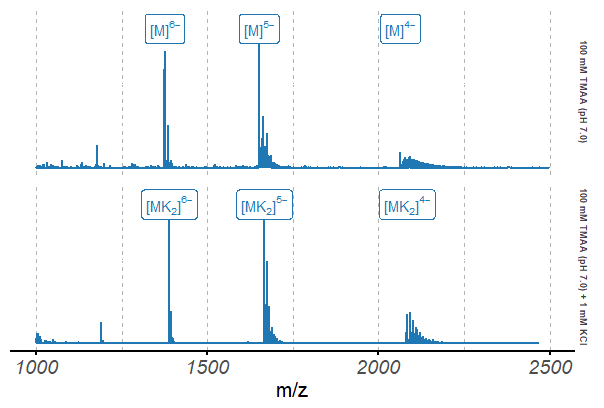 [M]⁶⁻ [M]⁵⁻ [M]⁴⁻
100 mM TMAA (pH 7.0)
[MK₂]⁶⁻ [MK₂]⁵⁻ [MK₂]⁴⁻
100 mM TMAA (pH 7.0) + 1 mM KCl
1000 1500 2000 2500
m/z